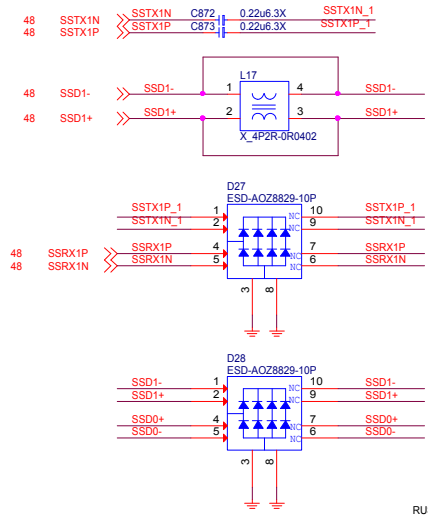 48 SSTX1N SSTX1N C872 0.22u6.3X SSTX1N_1
48 SSTX1P SSTX1P C873 0.22u6.3X SSTX1P_1
L17
48 SSD1- SSD1- 1 4 SSD1-
48 SSD1+ SSD1+ 2 3 SSD1+
X_4P2R-0R0402
D27
ESD-AOZ8829-10P
SSTX1P_1 1 NC 10 SSTX1P_1
SSTX1N_1 2 NC 9 SSTX1N_1
48 SSRX1P SSRX1P 4 NC 7 SSRX1P
48 SSRX1N SSRX1N 5 NC 6 SSRX1N
3 8
D28
ESD-AOZ8829-10P
SSD1- 1 NC 10 SSD1-
SSD1+ 2 NC 9 SSD1+
SSD0+ 4 NC 7 SSD0+
SSD0- 5 NC 6 SSD0-
3 8
RU